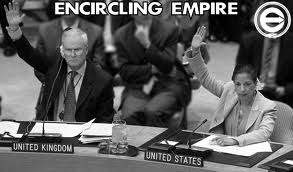 ENCIRCLING EMPIRE
UNITED KINGDOM
UNITED STATES